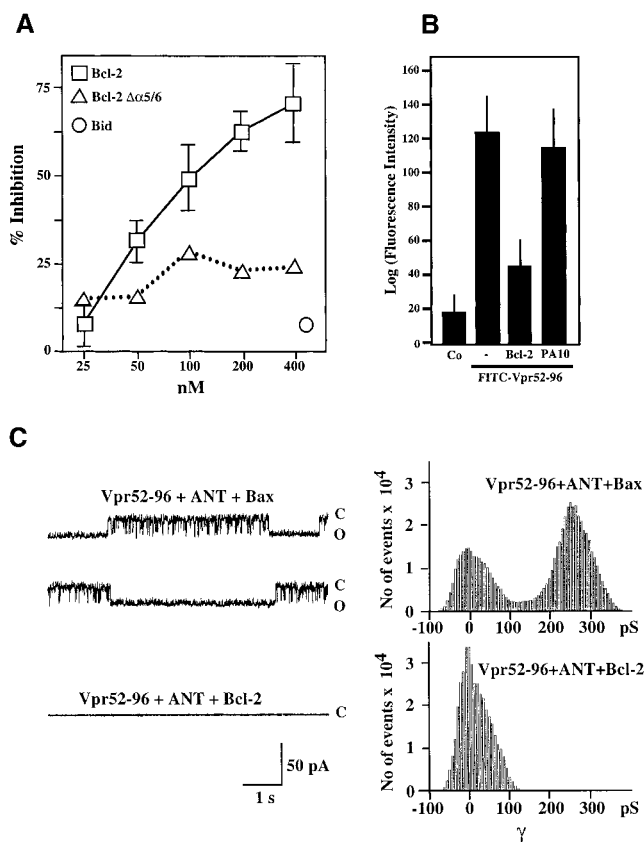 A
75
50
25
0
% Inhibition
Bcl-2
Bcl-2 Δα5/6
Bid
25 50 100 200 400
nM
B
160
140
120
100
80
60
40
20
0
Log (Fluorescence Intensity)
Co - Bcl-2 PA10
FITC-Vpr52-96
C
Vpr52-96 + ANT + Bax
C
O
C
O
Vpr52-96 + ANT + Bcl-2
C
50 pA
1 s
Vpr52-96+ANT+Bax
No of events x 10⁴
3
2
1
0
-100 0 100 200 300 pS
Vpr52-96+ANT+Bcl-2
No of events x 10⁴
3
2
1
0
-100 0 100 200 300 pS
γ